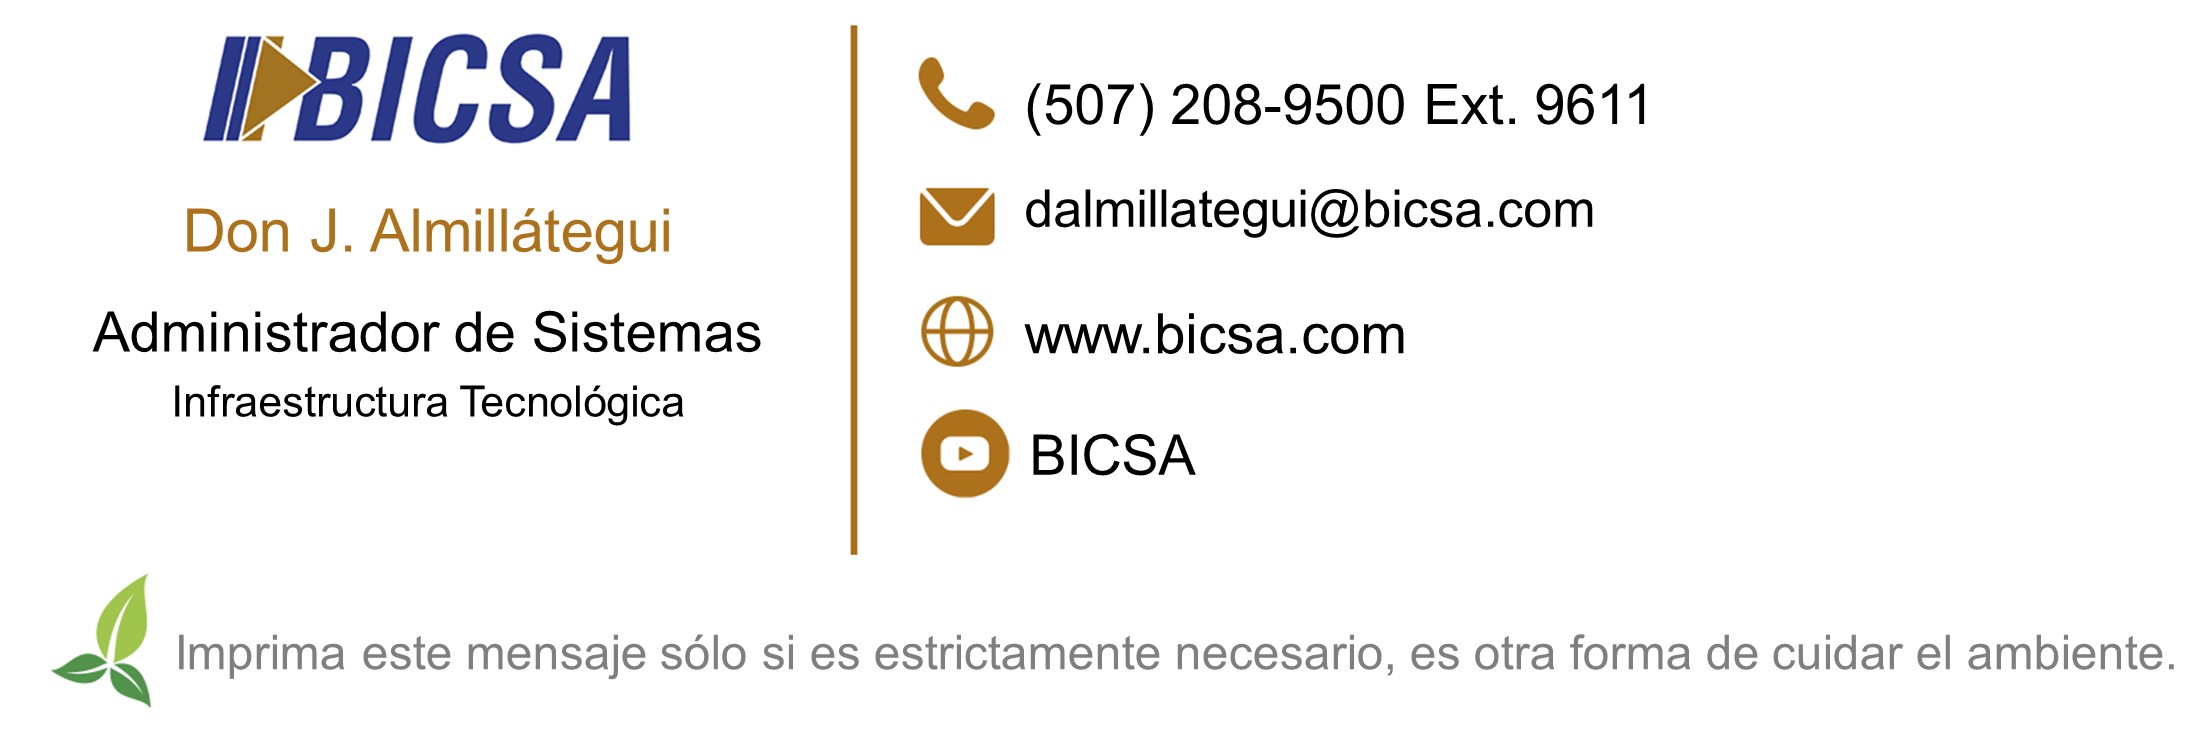 BICSA
Don J. Almillátegui
Administrador de Sistemas
Infraestructura Tecnológica
(507) 208-9500 Ext. 9611
dalmillategui@bicsa.com
www.bicsa.com
BICSA
Imprima este mensaje sólo si es estrictamente necesario, es otra forma de cuidar el ambiente.